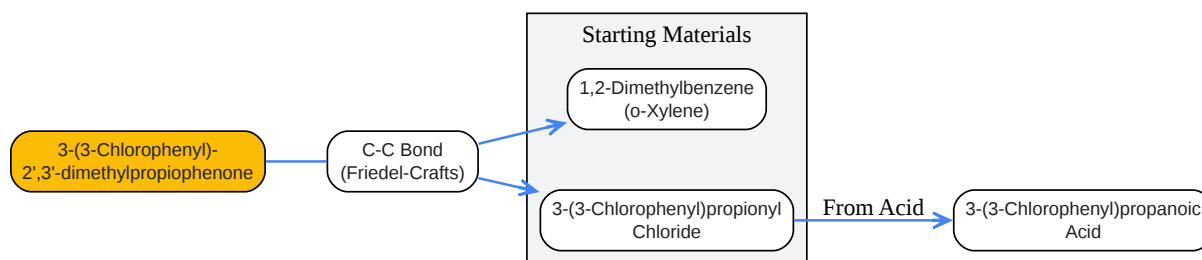 Starting Materials
1,2-Dimethylbenzene
(o-Xylene)
3-(3-Chlorophenyl)-
2',3'-dimethylpropiophenone
C-C Bond
(Friedel-Crafts)
3-(3-Chlorophenyl)propionyl
Chloride
From Acid
3-(3-Chlorophenyl)propanoic
Acid